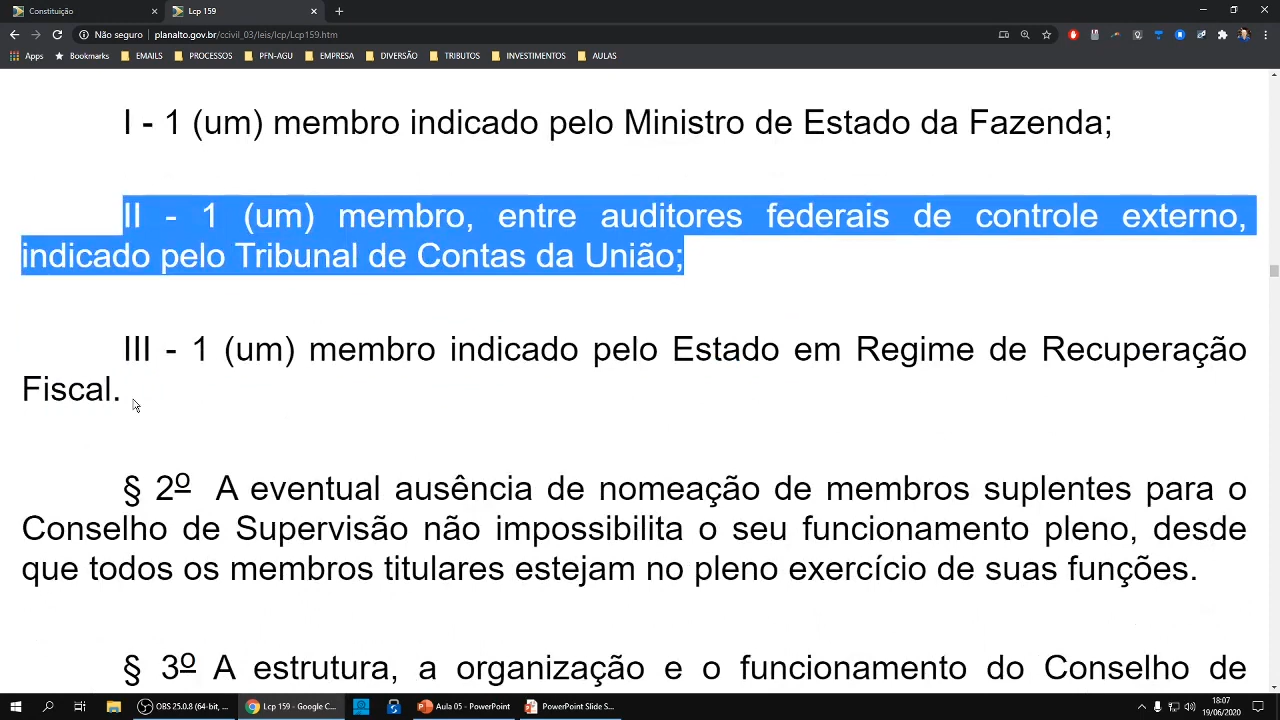 Constituição
Lcp 159
Não seguro | planalto.gov.br/ccivil_03/leis/lcp/Lcp159.htm
Apps Bookmarks EMAILS PROCESSOS PFN-AGU EMPRESA DIVERSÃO TRIBUTOS INVESTIMENTOS AULAS
I - 1 (um) membro indicado pelo Ministro de Estado da Fazenda;
II - 1 (um) membro, entre auditores federais de controle externo,
indicado pelo Tribunal de Contas da União;
III - 1 (um) membro indicado pelo Estado em Regime de Recuperação
Fiscal.
§ 2º A eventual ausência de nomeação de membros suplentes para o
Conselho de Supervisão não impossibilita o seu funcionamento pleno, desde
que todos os membros titulares estejam no pleno exercício de suas funções.
§ 3º A estrutura, a organização e o funcionamento do Conselho de
OBS 25.0.8 (64-bit, ... Lcp 159 - Google C... Aula 05 - PowerPoint PowerPoint Slide S...
18:07
19/06/2020